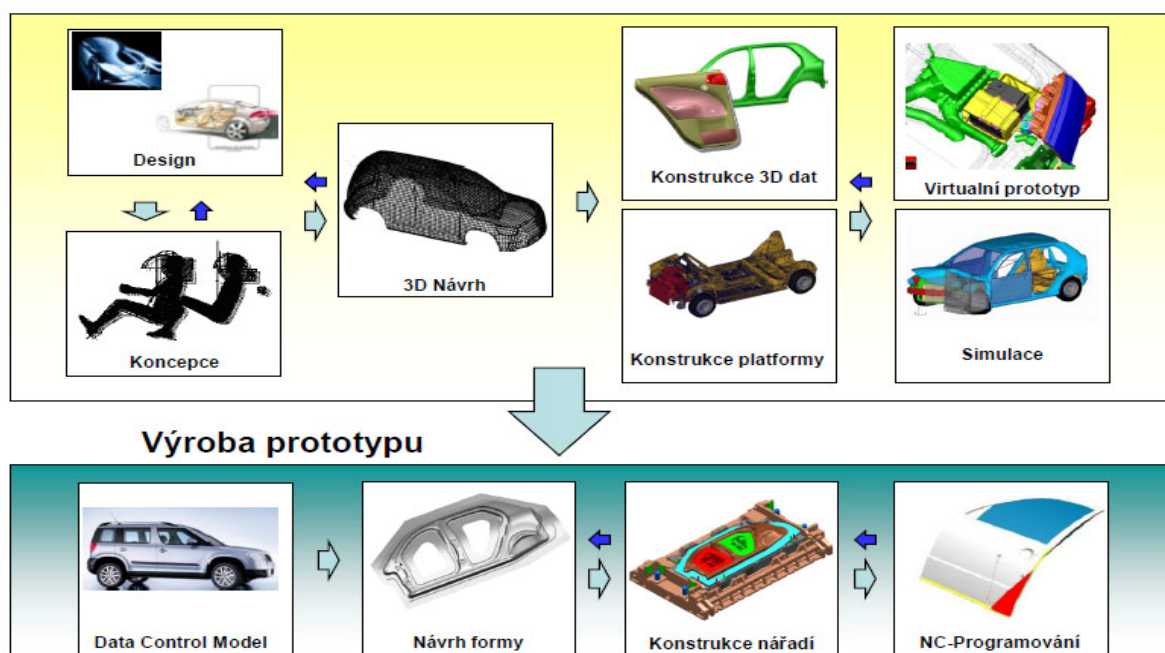 Design
Koncepce
3D Návrh
Konstrukce 3D dat
Konstrukce platformy
Virtualní prototyp
Simulace
Výroba prototypu
Data Control Model
Návrh formy
Konstrukce nářadí
NC-Programování